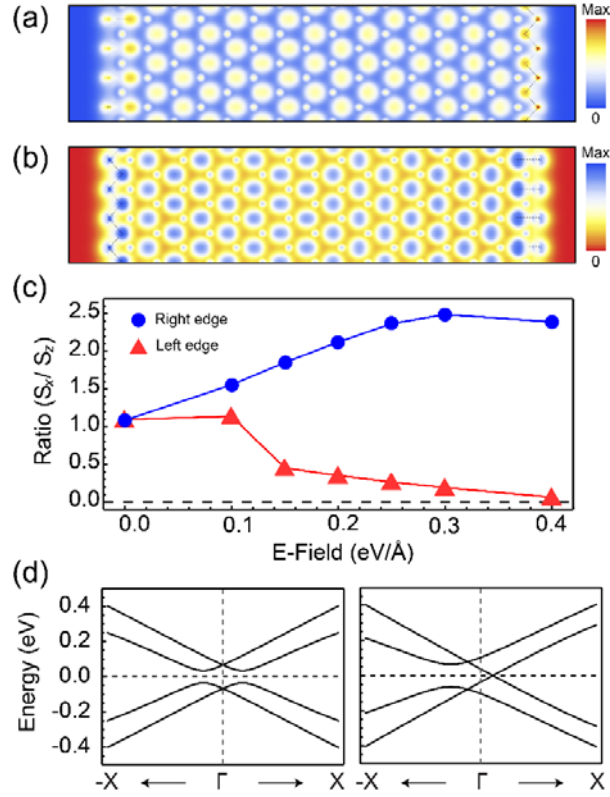 (a)
Max
0
(b)
Max
0
(c)
2.5
2.0
1.5
1.0
0.5
0.0
Ratio (Sx/ Sz)
Right edge
Left edge
0.0 0.1 0.2 0.3 0.4
E-Field (eV/Å)
(d)
0.4
0.2
0.0
-0.2
-0.4
Energy (eV)
-X ← Γ → X
-X ← Γ → X